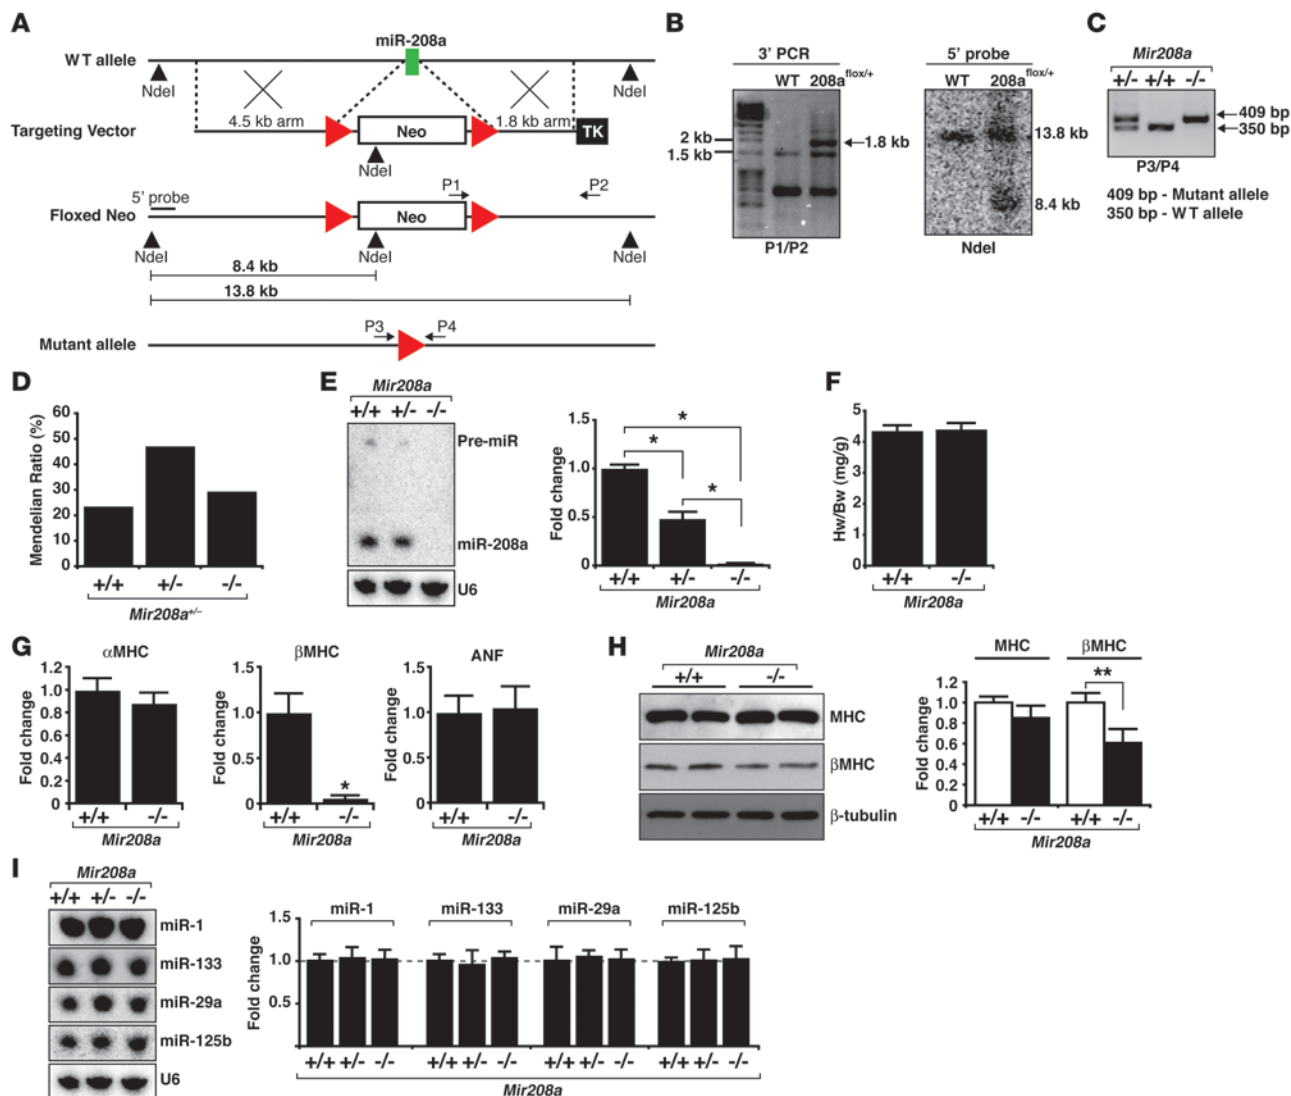 A
miR-208a
WT allele
NdeI
NdeI
4.5 kb arm
1.8 kb arm
Targeting Vector
Neo
TK
NdeI
5' probe
P1
P2
Floxed Neo
Neo
NdeI
NdeI
NdeI
8.4 kb
13.8 kb
P3
P4
Mutant allele
B
3' PCR
WT 208a flox/+
2 kb
1.5 kb
1.8 kb
P1/P2
5' probe
WT 208a flox/+
13.8 kb
8.4 kb
NdeI
C
Mir208a
+/- +/+ -/-
409 bp
350 bp
P3/P4
409 bp - Mutant allele
350 bp - WT allele
D
Mendelian Ratio (%)
60
50
40
30
20
10
0
+/+ +/- -/-
Mir208a+/–
E
Mir208a
+/+ +/- -/-
Pre-miR
miR-208a
U6
Fold change
1.5
1.0
0.5
0
* * *
+/+ +/- -/-
Mir208a
F
Hw/Bw (mg/g)
5
4
3
2
1
0
+/+ -/-
Mir208a
G
αMHC
Fold change
1.2
1.0
0.8
0.6
0.4
0.2
0
+/+ -/-
Mir208a
βMHC
Fold change
1.5
1.0
0.5
0
*
+/+ -/-
Mir208a
ANF
Fold change
1.5
1.0
0.5
0
+/+ -/-
Mir208a
H
Mir208a
+/+ -/-
MHC
βMHC
β-tubulin
MHC βMHC
**
Fold change
1.2
1.0
0.8
0.6
0.4
0.2
0
+/+ -/- +/+ -/-
Mir208a
I
Mir208a
+/+ +/- -/-
miR-1
miR-133
miR-29a
miR-125b
U6
Fold change
1.5
1.0
0.5
miR-1 miR-133 miR-29a miR-125b
+/+ +/- -/- +/+ +/- -/- +/+ +/- -/- +/+ +/- -/-
Mir208a